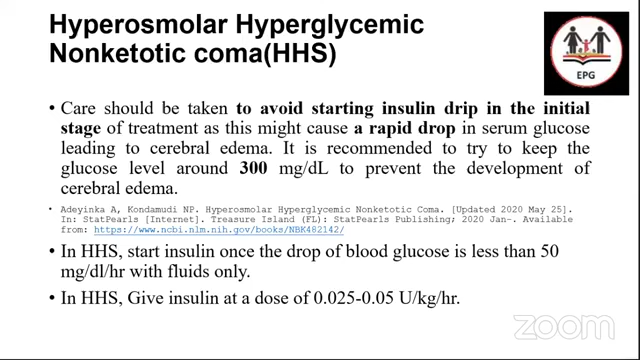 Hyperosmolar Hyperglycemic
Nonketotic coma(HHS)
EPG
• Care should be taken to avoid starting insulin drip in the initial
stage of treatment as this might cause a rapid drop in serum glucose
leading to cerebral edema. It is recommended to try to keep the
glucose level around 300 mg/dL to prevent the development of
cerebral edema.
• Adeyinka A, Kondamudi NP. Hyperosmolar Hyperglycemic Nonketotic Coma. [Updated 2020 May 25].
In: StatPearls [Internet]. Treasure Island (FL): StatPearls Publishing; 2020 Jan-. Available
from: https://www.ncbi.nlm.nih.gov/books/NBK482142/
• In HHS, start insulin once the drop of blood glucose is less than 50
mg/dl/hr with fluids only.
• In HHS, Give insulin at a dose of 0.025-0.05 U/kg/hr.
zoom